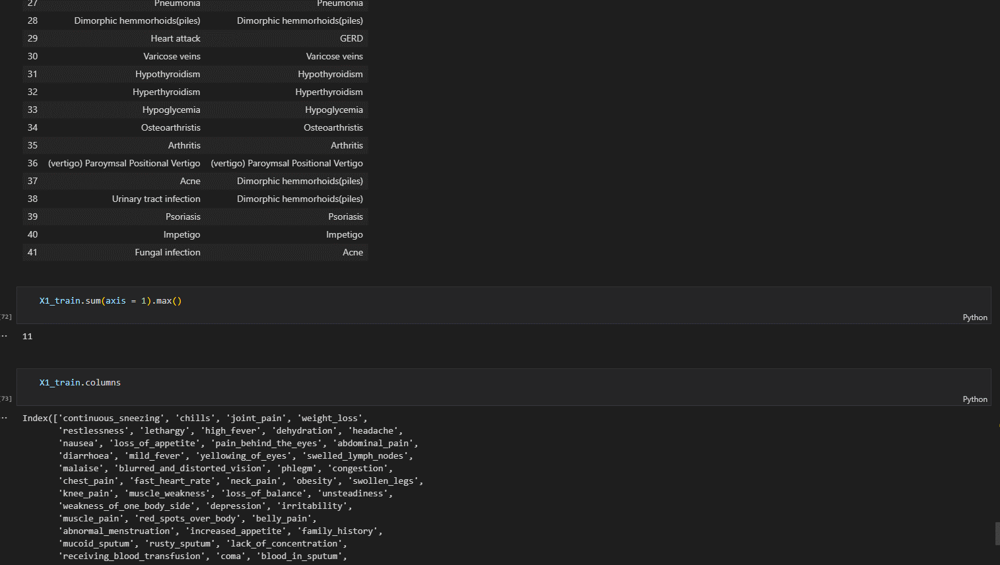 27 Pneumonia Pneumonia
28 Dimorphic hemmorhoids(piles) Dimorphic hemmorhoids(piles)
29 Heart attack GERD
30 Varicose veins Varicose veins
31 Hypothyroidism Hypothyroidism
32 Hyperthyroidism Hyperthyroidism
33 Hypoglycemia Hypoglycemia
34 Osteoarthristis Osteoarthristis
35 Arthritis Arthritis
36 (vertigo) Paroymsal Positional Vertigo (vertigo) Paroymsal Positional Vertigo
37 Acne Dimorphic hemmorhoids(piles)
38 Urinary tract infection Dimorphic hemmorhoids(piles)
39 Psoriasis Psoriasis
40 Impetigo Impetigo
41 Fungal infection Acne
X1_train.sum(axis = 1).max()
72]
Python
11
X1_train.columns
73]
Python
Index(['continuous_sneezing', 'chills', 'joint_pain', 'weight_loss',
'restlessness', 'lethargy', 'high_fever', 'dehydration', 'headache',
'nausea', 'loss_of_appetite', 'pain_behind_the_eyes', 'abdominal_pain',
'diarrhoea', 'mild_fever', 'yellowing_of_eyes', 'swelled_lymph_nodes',
'malaise', 'blurred_and_distorted_vision', 'phlegm', 'congestion',
'chest_pain', 'fast_heart_rate', 'neck_pain', 'obesity', 'swollen_legs',
'knee_pain', 'muscle_weakness', 'loss_of_balance', 'unsteadiness',
'weakness_of_one_body_side', 'depression', 'irritability',
'muscle_pain', 'red_spots_over_body', 'belly_pain',
'abnormal_menstruation', 'increased_appetite', 'family_history',
'mucoid_sputum', 'rusty_sputum', 'lack_of_concentration',
'receiving_blood_transfusion', 'coma', 'blood_in_sputum',